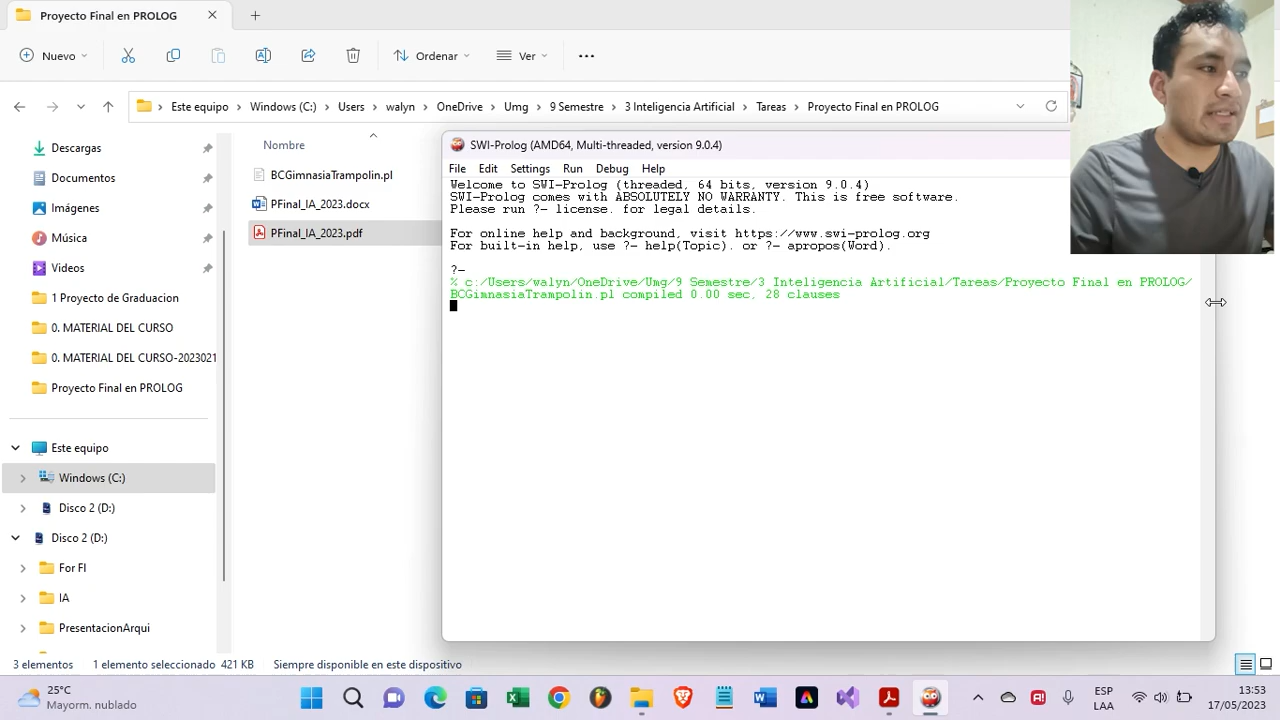 Proyecto Final en PROLOG
Nuevo
Ordenar
Ver
Este equipo > Windows (C:) > Users > walyn > OneDrive > Umg > 9 Semestre > 3 Inteligencia Artificial > Tareas > Proyecto Final en PROLOG
Descargas
Documentos
Imágenes
Música
Videos
1 Proyecto de Graduacion
0. MATERIAL DEL CURSO
0. MATERIAL DEL CURSO-2023021
Proyecto Final en PROLOG
Este equipo
Windows (C:)
Disco 2 (D:)
Disco 2 (D:)
For FI
IA
PresentacionArqui
Nombre
BCGimnasiaTrampolin.pl
PFinal_IA_2023.docx
PFinal_IA_2023.pdf
SWI-Prolog (AMD64, Multi-threaded, version 9.0.4)
File Edit Settings Run Debug Help
Welcome to SWI-Prolog (threaded, 64 bits, version 9.0.4)
SWI-Prolog comes with ABSOLUTELY NO WARRANTY. This is free software.
Please run ?- license. for legal details.
For online help and background, visit https://www.swi-prolog.org
For built-in help, use ?- help(Topic). or ?- apropos(Word).
?-
% c:/Users/walyn/OneDrive/Umg/9 Semestre/3 Inteligencia Artificial/Tareas/Proyecto Final en PROLOG/
BCGimnasiaTrampolin.pl compiled 0.00 sec, 28 clauses
3 elementos
1 elemento seleccionado 421 KB
Siempre disponible en este dispositivo
25°C
Mayorm. nublado
ESP
LAA
13:53
17/05/2023